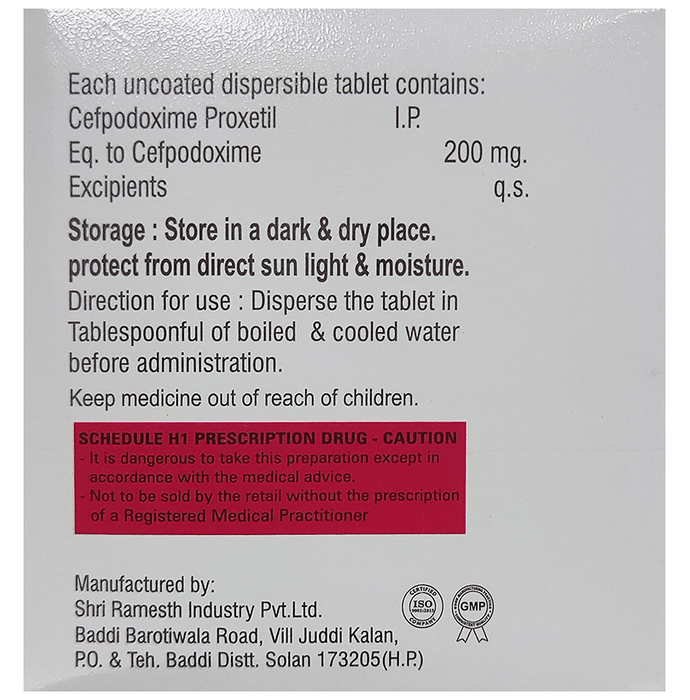 Each uncoated dispersible tablet contains:
Cefpodoxime Proxetil I.P.
Eq. to Cefpodoxime 200 mg.
Excipients q.s.
Storage : Store in a dark & dry place.
protect from direct sun light & moisture.
Direction for use : Disperse the tablet in
Tablespoonful of boiled & cooled water
before administration.
Keep medicine out of reach of children.
SCHEDULE H1 PRESCRIPTION DRUG - CAUTION
- It is dangerous to take this preparation except in
accordance with the medical advice.
- Not to be sold by the retail without the prescription
of a Registered Medical Practitioner
Manufactured by:
Shri Ramesth Industry Pvt.Ltd.
Baddi Barotiwala Road, Vill Juddi Kalan,
P.O. & Teh. Baddi Distt. Solan 173205(H.P.)
CERTIFIED
ISO
9001:2015
COMPANY
GMP